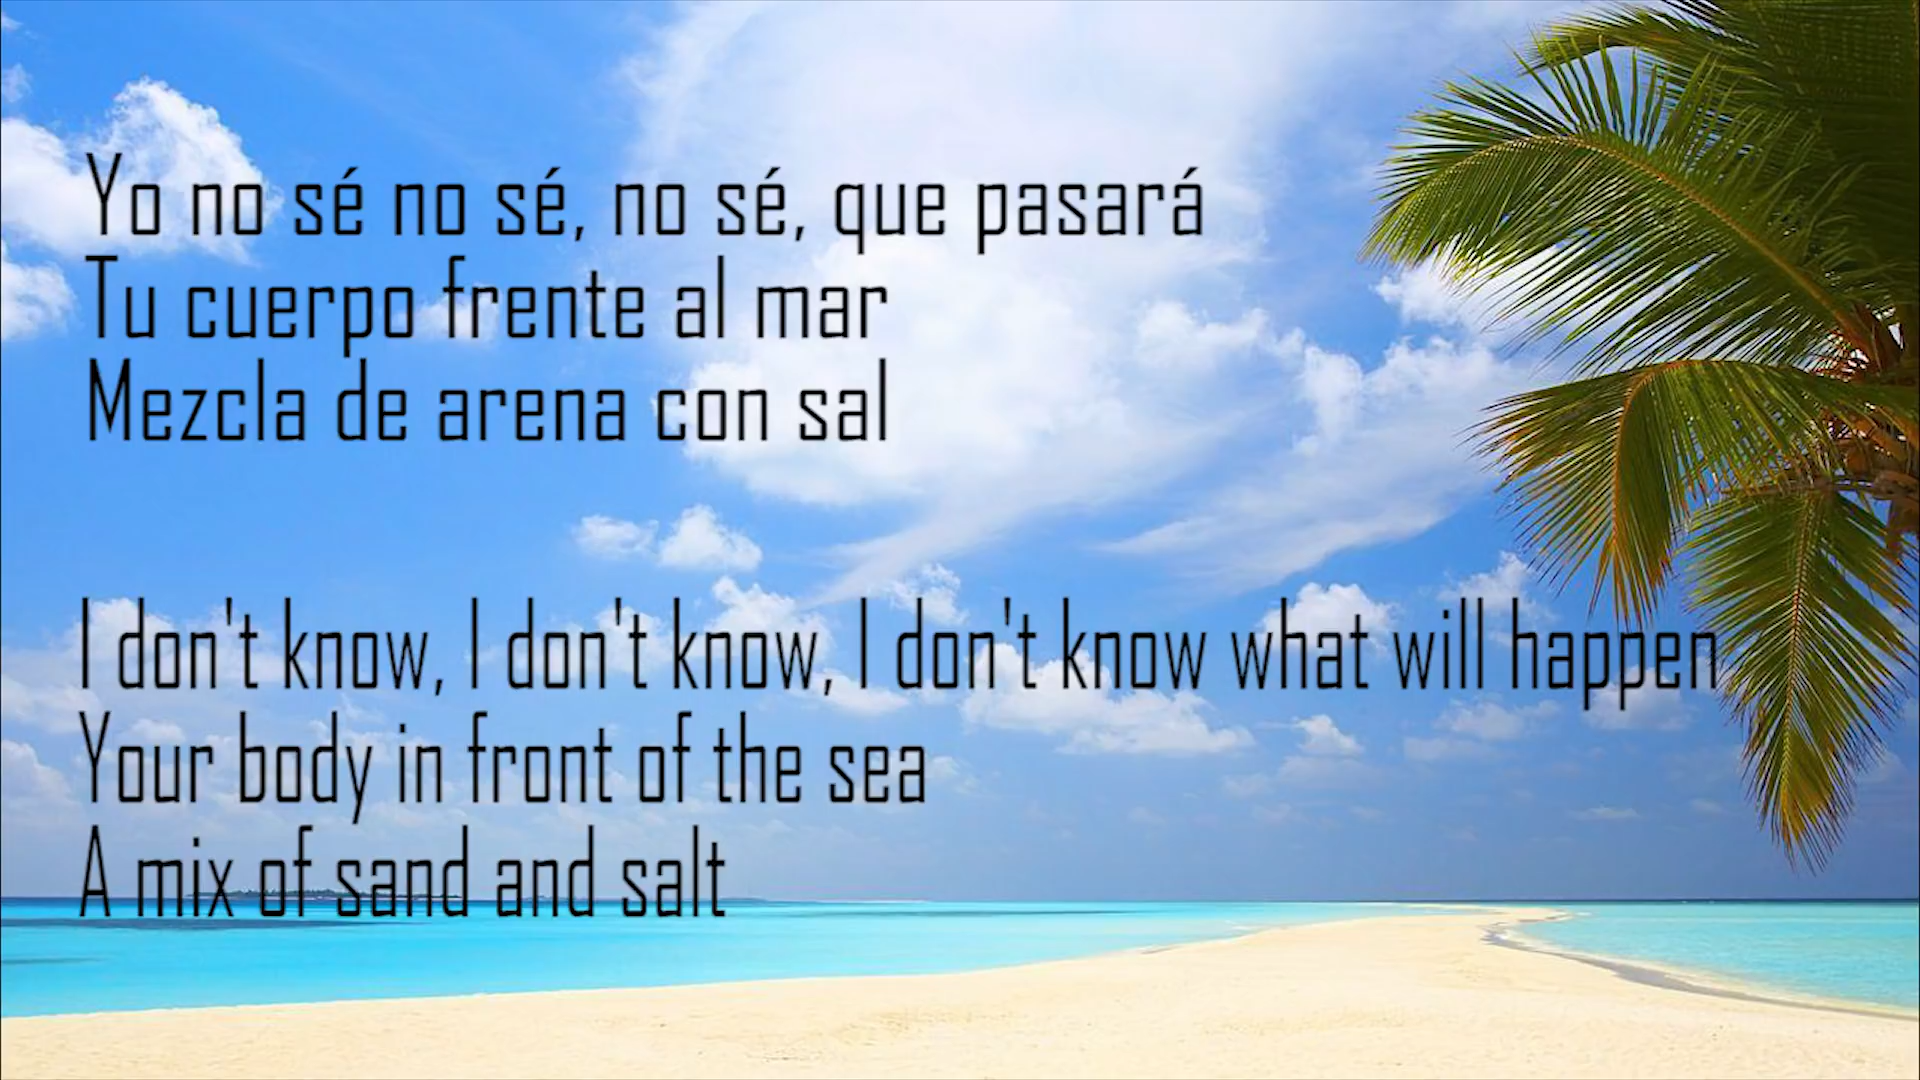 Yo no sé no sé, no sé, que pasará
Tu cuerpo frente al mar
Mezcla de arena con sal
I don't know, I don't know, I don't know what will happen
Your body in front of the sea
A mix of sand and salt